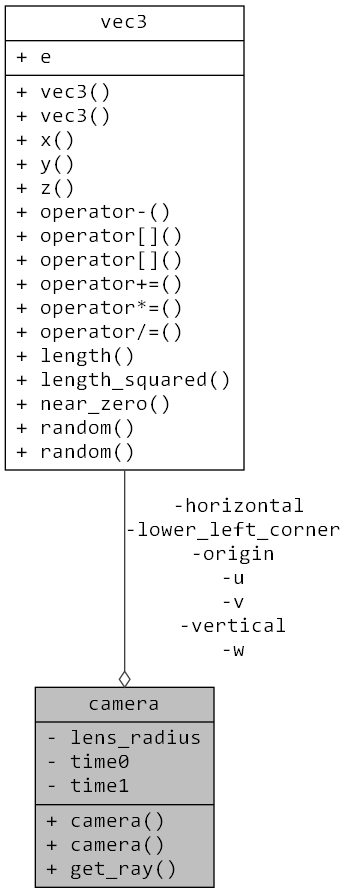 vec3
+ e
+ vec3()
+ vec3()
+ x()
+ y()
+ z()
+ operator-()
+ operator[]()
+ operator[]()
+ operator+=()
+ operator*=()
+ operator/=()
+ length()
+ length_squared()
+ near_zero()
+ random()
+ random()
-horizontal
-lower_left_corner
-origin
-u
-v
-vertical
-w
camera
- lens_radius
- time0
- time1
+ camera()
+ camera()
+ get_ray()